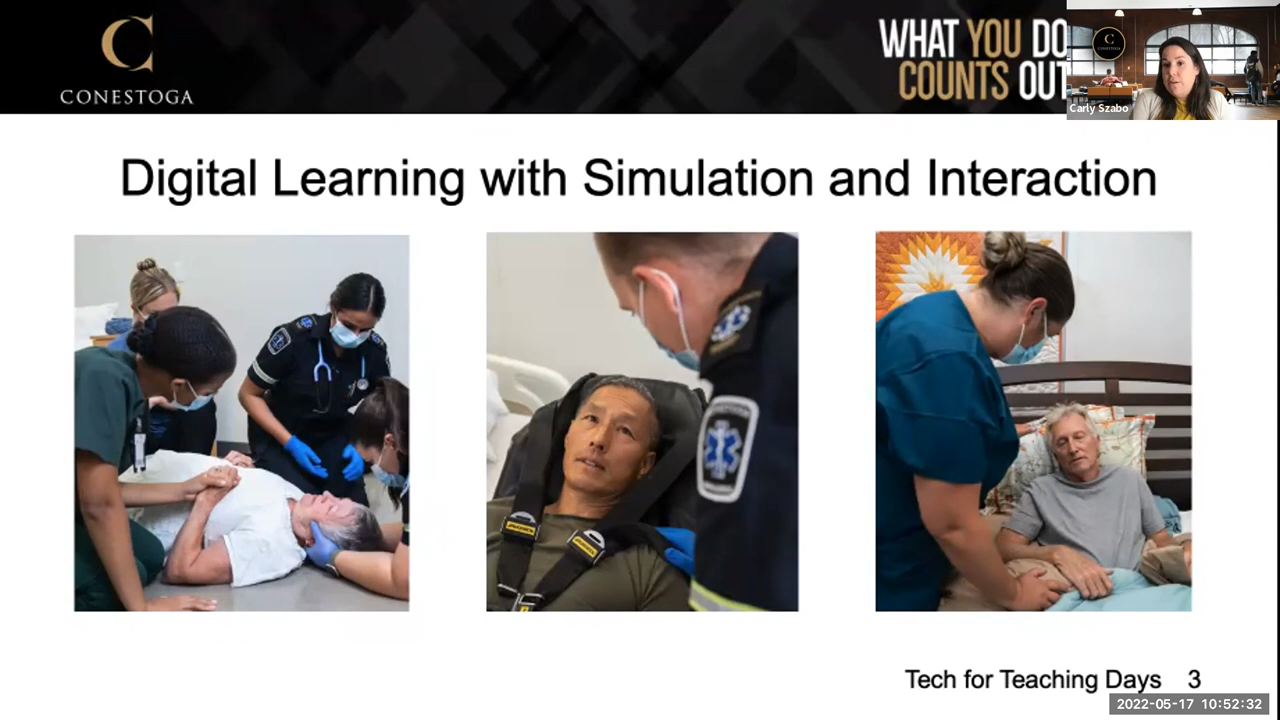 CONESTOGA
WHAT YOU DO
COUNTS OUT
C
CONESTOGA
Carly Szabo
Digital Learning with Simulation and Interaction
Tech for Teaching Days 3
2022-05-17 10:52:32